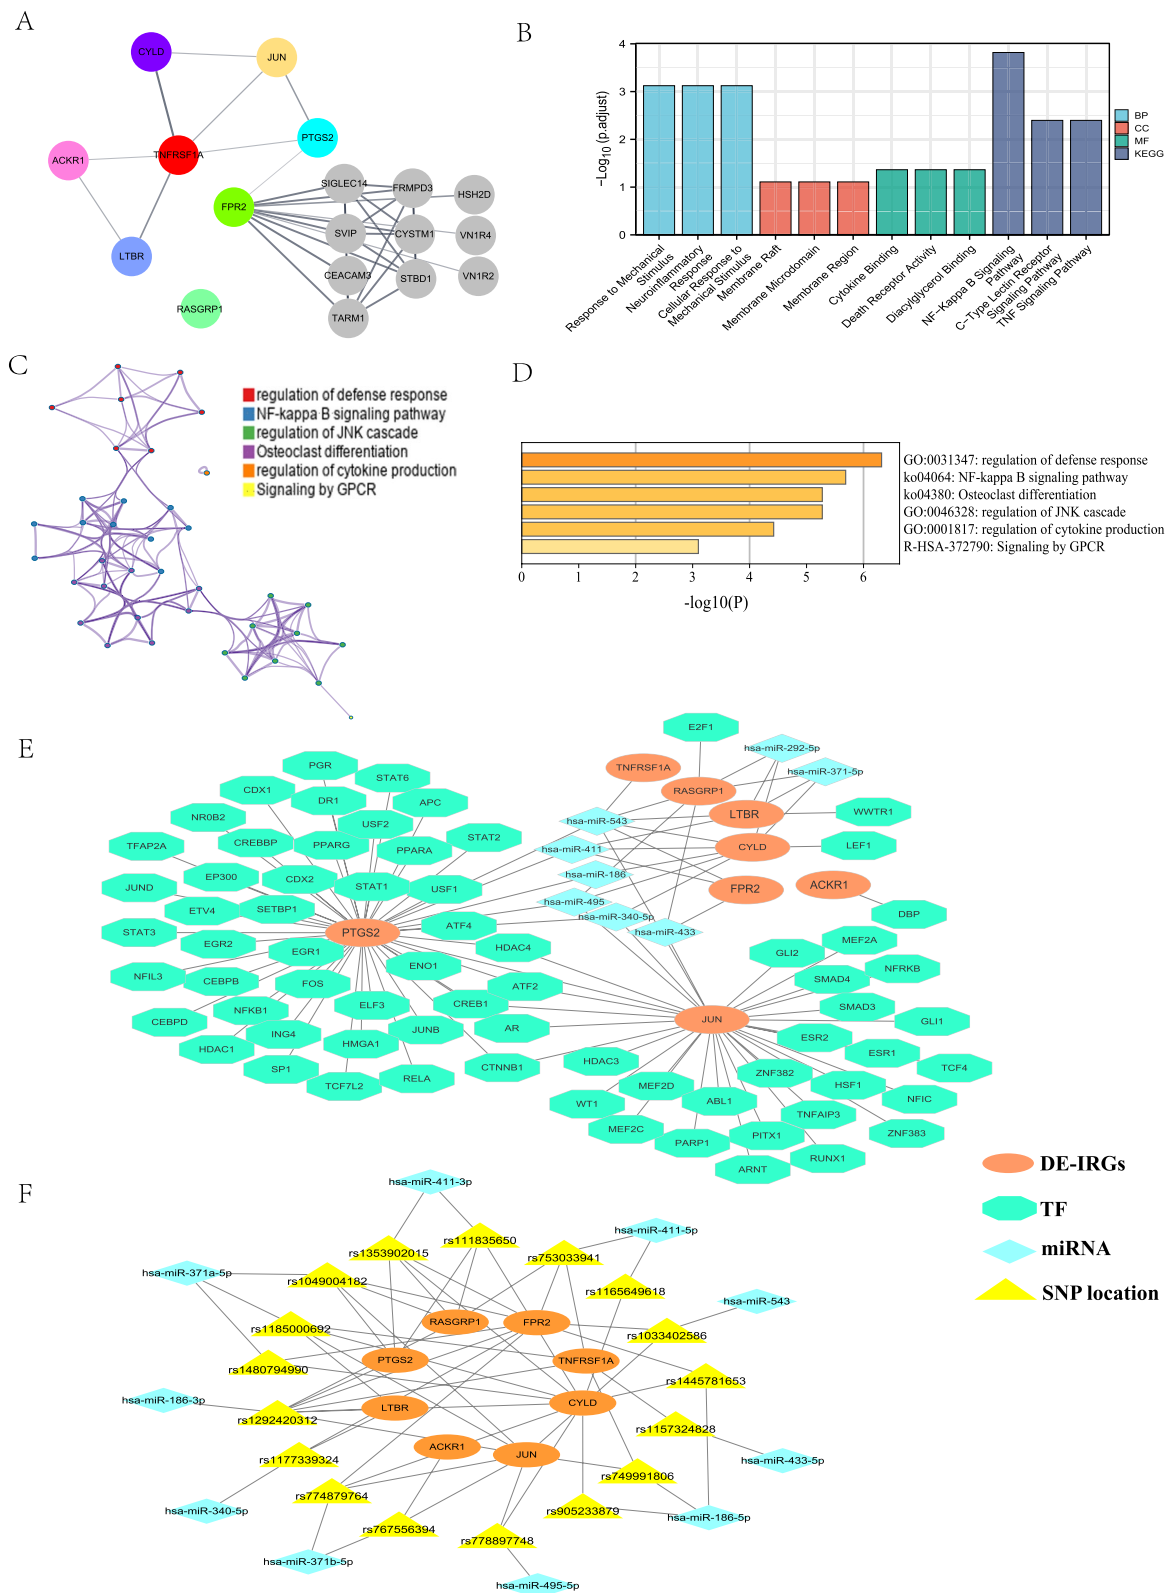 A
CYLD
JUN
PTGS2
ACKR1
TNFRSF1A
FPR2
LTBR
RASGRP1
SIGLEC14
FRMPD3
HSH2D
SVIP
CYSTM1
VN1R4
CEACAM3
STBD1
VN1R2
TARM1
B
−Log10 (p.adjust)
4
3
2
1
0
BP
CC
MF
KEGG
Response to Mechanical
Stimulus
Neuroinflammatory
Response
Cellular Response to
Mechanical Stimulus
Membrane Raft
Membrane Microdomain
Membrane Region
Cytokine Binding
Death Receptor Activity
Diacylglycerol Binding
NF-Kappa B Signaling
Pathway
C-Type Lectin Receptor
Signaling Pathway
TNF Signaling Pathway
C
regulation of defense response
NF-kappa B signaling pathway
regulation of JNK cascade
Osteoclast differentiation
regulation of cytokine production
Signaling by GPCR
D
GO:0031347: regulation of defense response
ko04064: NF-kappa B signaling pathway
ko04380: Osteoclast differentiation
GO:0046328: regulation of JNK cascade
GO:0001817: regulation of cytokine production
R-HSA-372790: Signaling by GPCR
0 1 2 3 4 5 6
-log10(P)
E
PGR
STAT6
CDX1
DR1
APC
NR0B2
USF2
TFAP2A
CREBBP
PPARG
PPARA
STAT2
JUND
EP300
CDX2
STAT1
USF1
ETV4
SETBP1
STAT3
EGR2
PTGS2
ATF4
HDAC4
NFIL3
CEBPB
EGR1
ENO1
FOS
ATF2
CEBPD
NFKB1
ELF3
CREB1
HDAC1
ING4
HMGA1
JUNB
AR
SP1
TCF7L2
RELA
CTNNB1
E2F1
hsa-miR-292-5p
TNFRSF1A
hsa-miR-371-5p
RASGRP1
LTBR
WWTR1
hsa-miR-543
CYLD
LEF1
hsa-miR-411
hsa-miR-186
FPR2
ACKR1
hsa-miR-495
hsa-miR-340-5p
hsa-miR-433
DBP
GLI2
MEF2A
SMAD4
NFRKB
SMAD3
JUN
GLI1
ESR2
ESR1
HDAC3
ZNF382
TCF4
MEF2D
HSF1
WT1
ABL1
NFIC
TNFAIP3
MEF2C
PITX1
ZNF383
PARP1
RUNX1
ARNT
DE-IRGs
TF
miRNA
SNP location
F
hsa-miR-411-3p
rs111835650
hsa-miR-411-5p
rs1353902015
rs753033941
hsa-miR-371a-5p
rs1049004182
rs1165649618
hsa-miR-543
rs1185000692
RASGRP1
FPR2
rs1033402586
rs1480794990
PTGS2
TNFRSF1A
rs1445781653
hsa-miR-186-3p
rs1292420312
LTBR
CYLD
rs1157324828
rs1177339324
ACKR1
JUN
hsa-miR-433-5p
rs774879764
rs749991806
hsa-miR-340-5p
rs905233879
hsa-miR-186-5p
rs767556394
rs778897748
hsa-miR-371b-5p
hsa-miR-495-5p